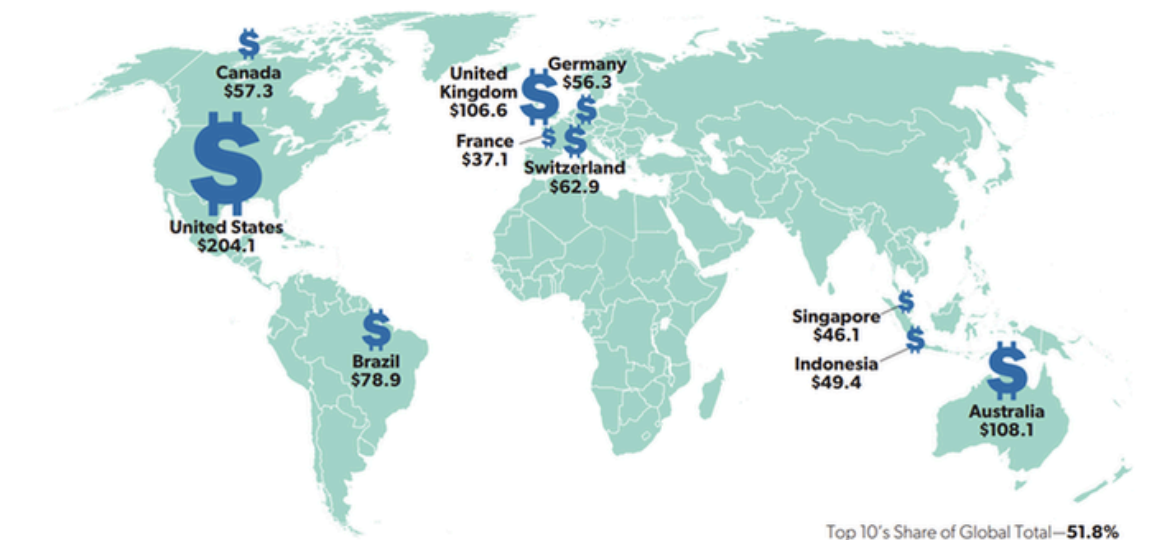 Canada
$57.3
United States
$204.1
Brazil
$78.9
United
Kingdom
$106.6
Germany
$56.3
France
$37.1
Switzerland
$62.9
Singapore
$46.1
Indonesia
$49.4
Australia
$108.1
Top 10's Share of Global Total—51.8%